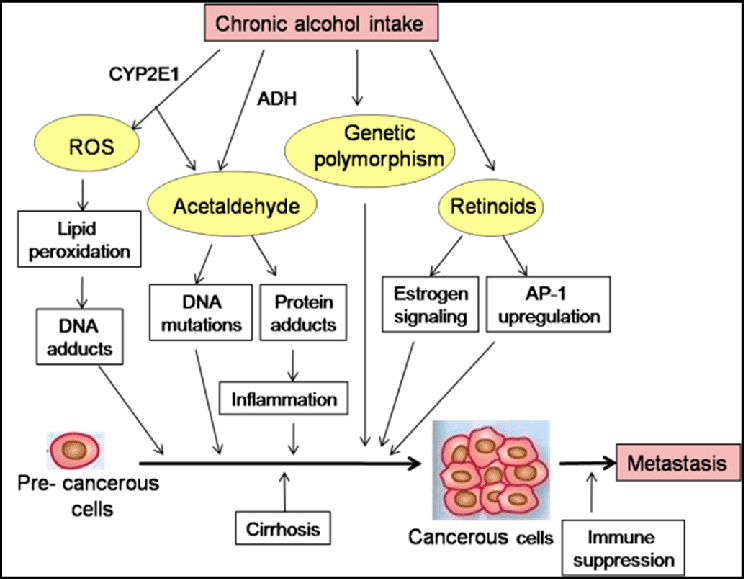 Chronic alcohol intake
CYP2E1
ADH
ROS
Genetic
polymorphism
Acetaldehyde
Retinoids
Lipid
peroxidation
DNA
mutations
Protein
adducts
Estrogen
signaling
AP-1
upregulation
DNA
adducts
Inflammation
Pre- cancerous
cells
Cancerous cells
Metastasis
Cirrhosis
Immune
suppression